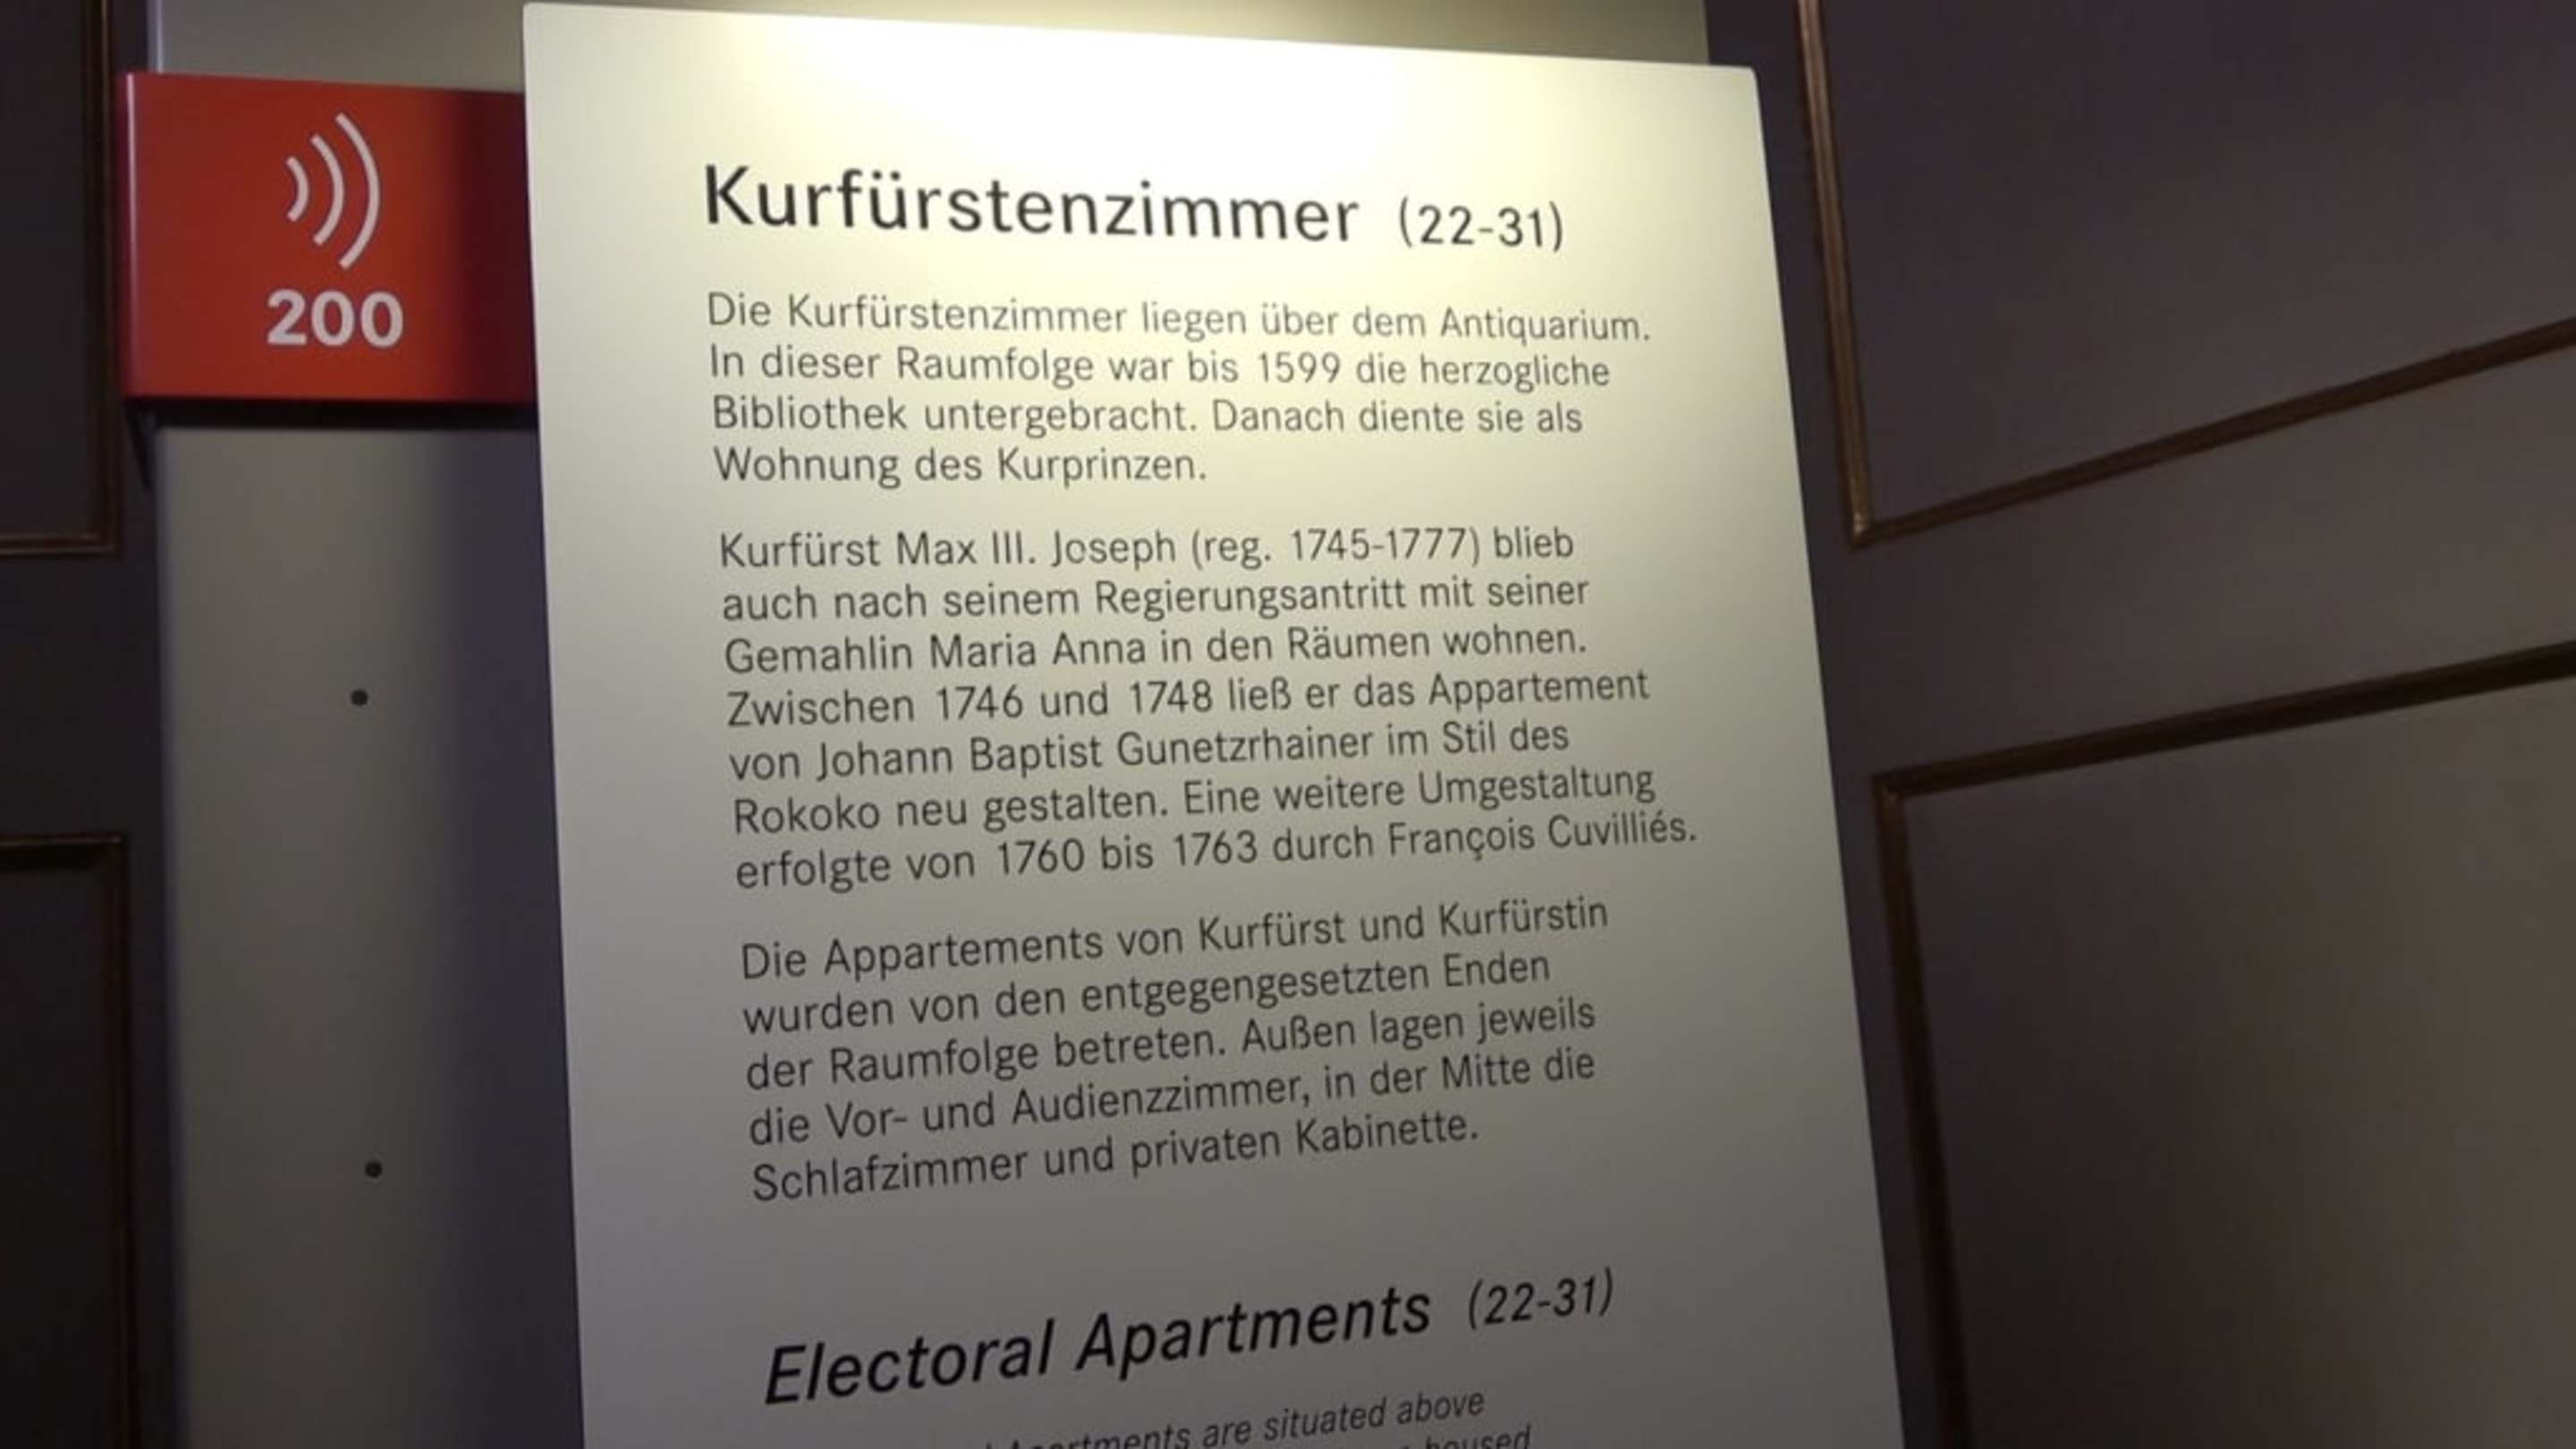 200
Kurfürstenzimmer (22-31)
Die Kurfürstenzimmer liegen über dem Antiquarium.
In dieser Raumfolge war bis 1599 die herzogliche
Bibliothek untergebracht. Danach diente sie als
Wohnung des Kurprinzen.
Kurfürst Max III. Joseph (reg. 1745-1777) blieb
auch nach seinem Regierungsantritt mit seiner
Gemahlin Maria Anna in den Räumen wohnen.
Zwischen 1746 und 1748 ließ er das Appartement
von Johann Baptist Gunetzrhainer im Stil des
Rokoko neu gestalten. Eine weitere Umgestaltung
erfolgte von 1760 bis 1763 durch François Cuvilliés.
Die Appartements von Kurfürst und Kurfürstin
wurden von den entgegengesetzten Enden
der Raumfolge betreten. Außen lagen jeweils
die Vor- und Audienzzimmer, in der Mitte die
Schlafzimmer und privaten Kabinette.
Electoral Apartments (22-31)
are situated above
housed